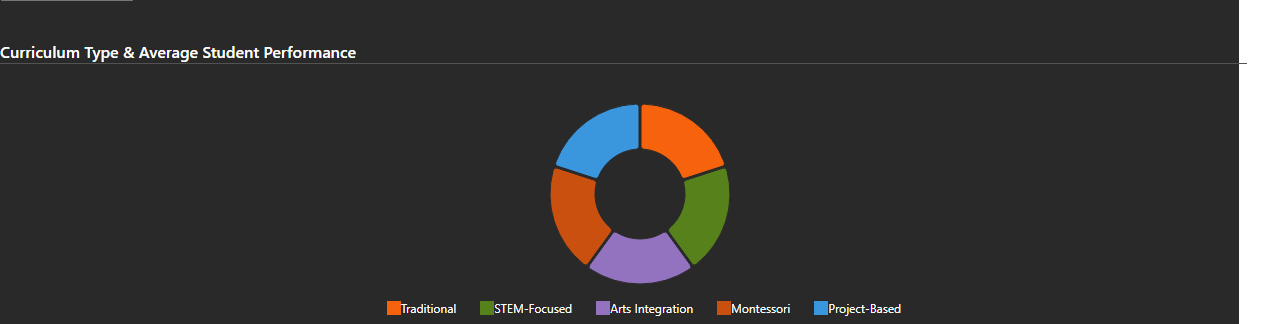 Curriculum Type & Average Student Performance
Traditional STEM-Focused Arts Integration Montessori Project-Based